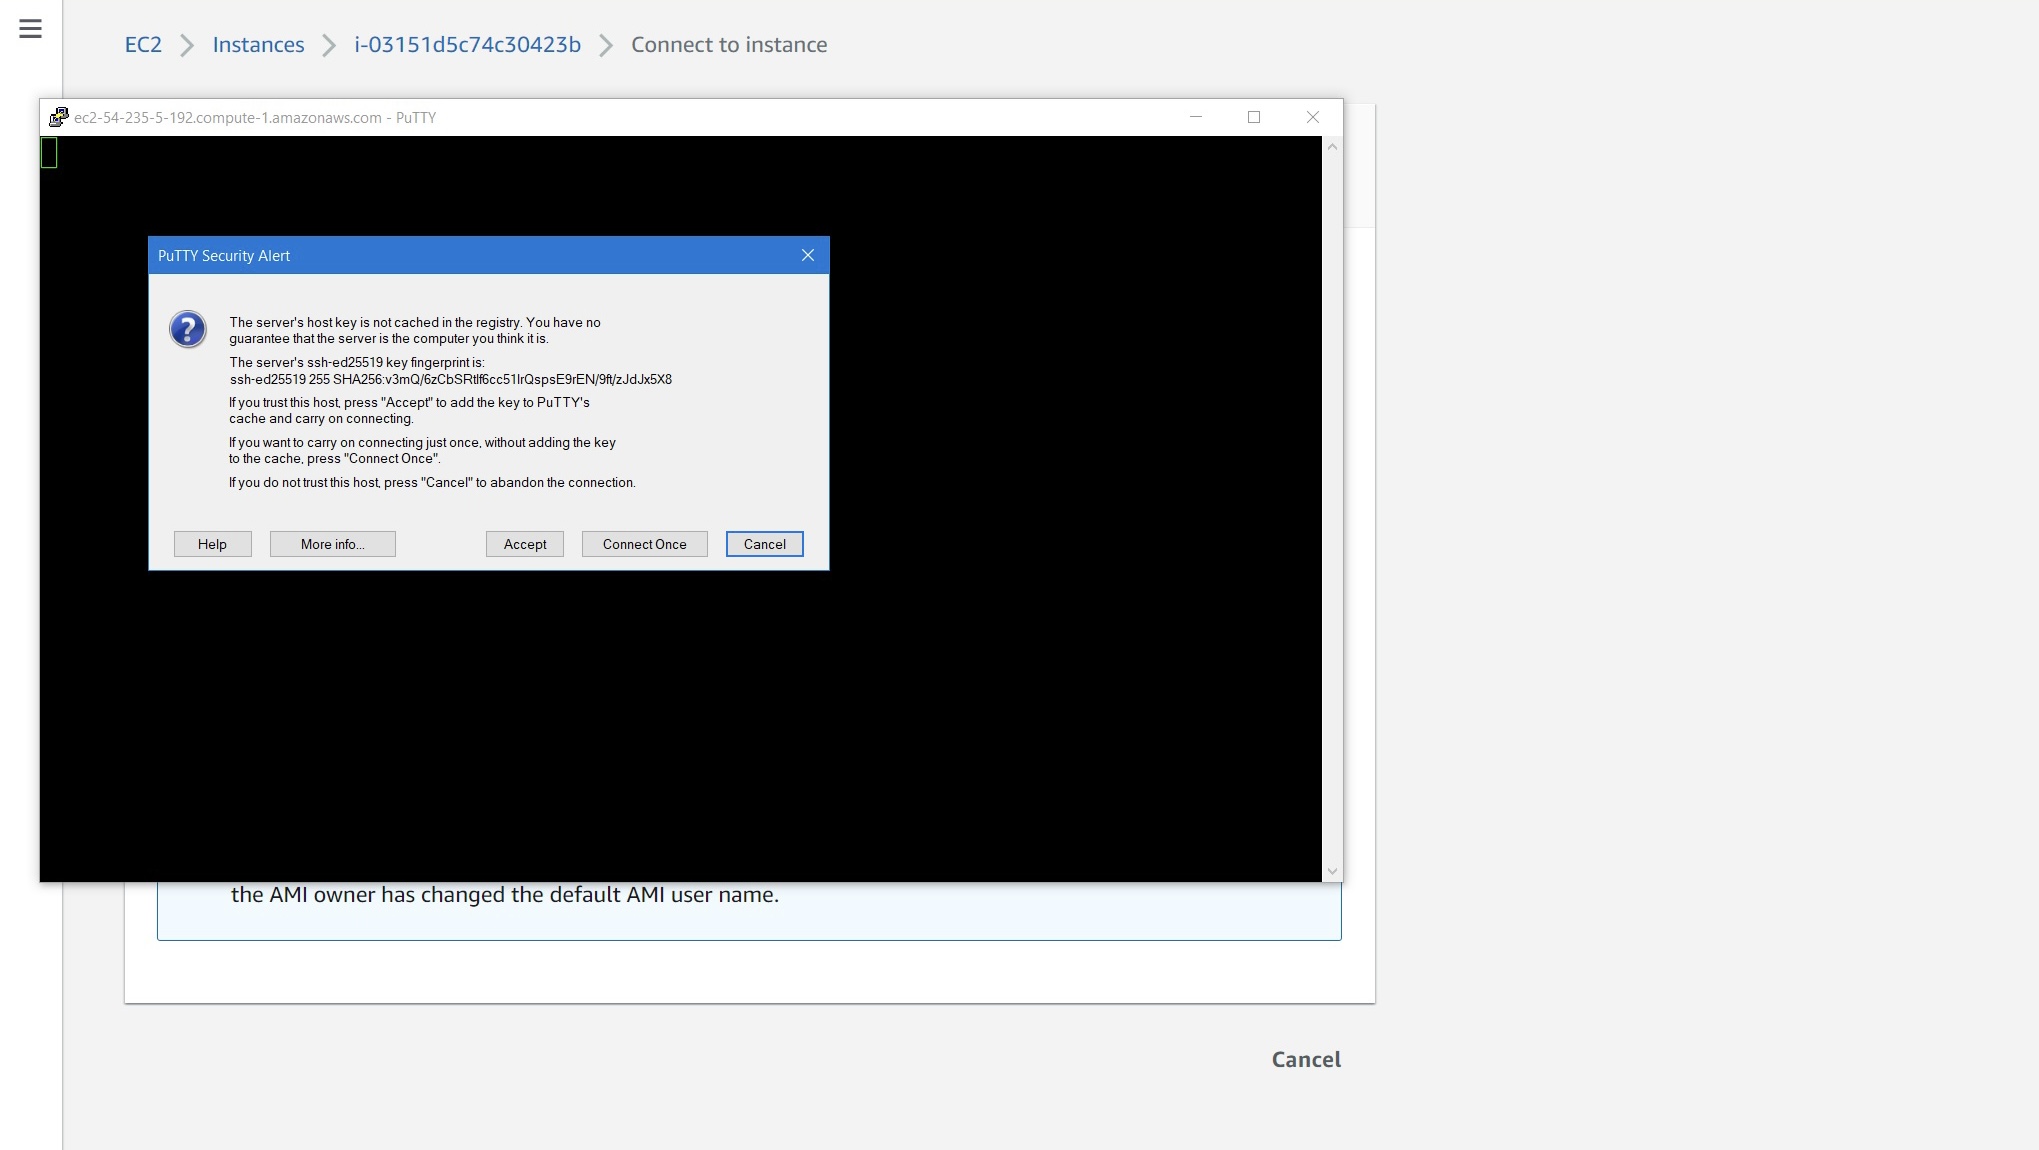 EC2 > Instances > i-03151d5c74c30423b > Connect to instance
ec2-54-235-5-192.compute-1.amazonaws.com - PuTTY
PuTTY Security Alert
The server's host key is not cached in the registry. You have no
guarantee that the server is the computer you think it is.
The server's ssh-ed25519 key fingerprint is:
ssh-ed25519 255 SHA256:v3mQ/6zCbSRtlf6cc51lrQspsE9rEN/9ft/zJdJx5X8
If you trust this host, press "Accept" to add the key to PuTTY's
cache and carry on connecting.
If you want to carry on connecting just once, without adding the key
to the cache, press "Connect Once".
If you do not trust this host, press "Cancel" to abandon the connection.
Help More info... Accept Connect Once Cancel
the AMI owner has changed the default AMI user name.
Cancel